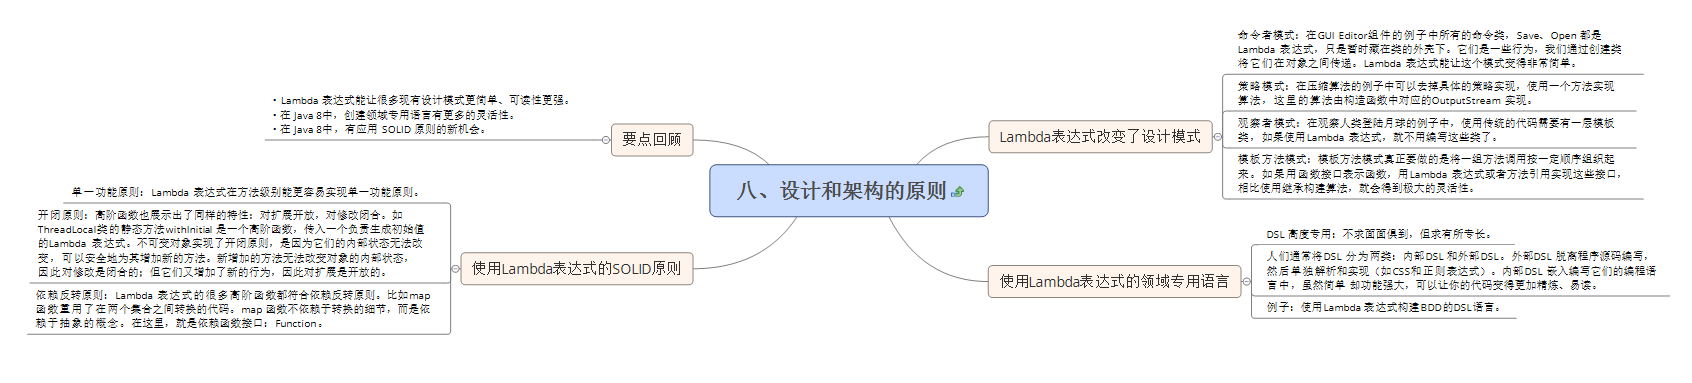 八、设计和架构的原则
Lambda表达式改变了设计模式
命令者模式：在GUI Editor组件的例子中所有的命令类，Save、Open 都是
Lambda 表达式，只是暂时藏在类的外壳下。它们是一些行为，我们通过创建类
将它们在对象之间传递。Lambda 表达式能让这个模式变得非常简单。
策略模式：在压缩算法的例子中可以去掉具体的策略实现，使用一个方法实现
算法，这里的算法由构造函数中对应的OutputStream 实现。
观察者模式：在观察人类登陆月球的例子中，使用传统的代码需要有一层模板
类，如果使用Lambda 表达式，就不用编写这些类了。
模板方法模式：模板方法模式真正要做的是将一组方法调用按一定顺序组织起
来。如果用函数接口表示函数，用Lambda 表达式或者方法引用实现这些接口，
相比使用继承构建算法，就会得到极大的灵活性。
使用Lambda表达式的领域专用语言
DSL 高度专用：不求面面俱到，但求有所专长。
人们通常将DSL 分为两类：内部DSL 和外部DSL。外部DSL 脱离程序源码编写，
然后单独解析和实现（如CSS和正则表达式）。内部DSL 嵌入编写它们的编程语
言中，虽然简单 却功能强大，可以让你的代码变得更加精炼、易读。
例子：使用Lambda 表达式构建BDD的DSL语言。
使用Lambda表达式的SOLID原则
单一功能原则：Lambda 表达式在方法级别能更容易实现单一功能原则。
开闭原则：高阶函数也展示出了同样的特性：对扩展开放，对修改闭合。如
ThreadLocal类的静态方法withInitial 是一个高阶函数，传入一个负责生成初始值
的Lambda 表达式。不可变对象实现了开闭原则，是因为它们的内部状态无法改
变，可以安全地为其增加新的方法。新增加的方法无法改变对象的内部状态，
因此对修改是闭合的；但它们又增加了新的行为，因此对扩展是开放的。
依赖反转原则：Lambda 表达式的很多高阶函数都符合依赖反转原则。比如map
函数重用了在两个集合之间转换的代码。map 函数不依赖于转换的细节，而是依
赖于抽象的概念。在这里，就是依赖函数接口：Function。
要点回顾
• Lambda 表达式能让很多现有设计模式更简单、可读性更强。
• 在 Java 8中，创建领域专用语言有更多的灵活性。
• 在 Java 8中，有应用 SOLID 原则的新机会。